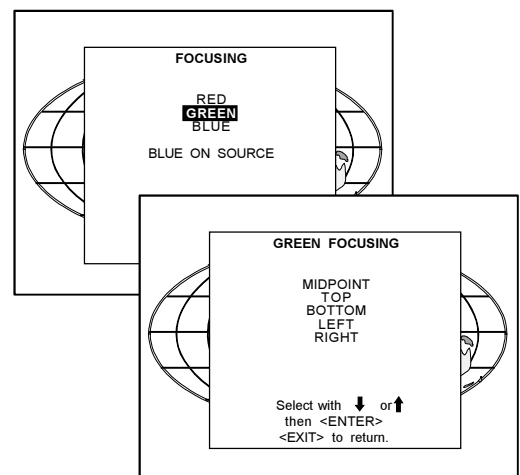 FOCUSING
RED
GREEN
BLUE
BLUE ON SOURCE
GREEN FOCUSING
MIDPOINT
TOP
BOTTOM
LEFT
RIGHT
Select with ⬇ or ⬆
then <ENTER>
<EXIT> to return.